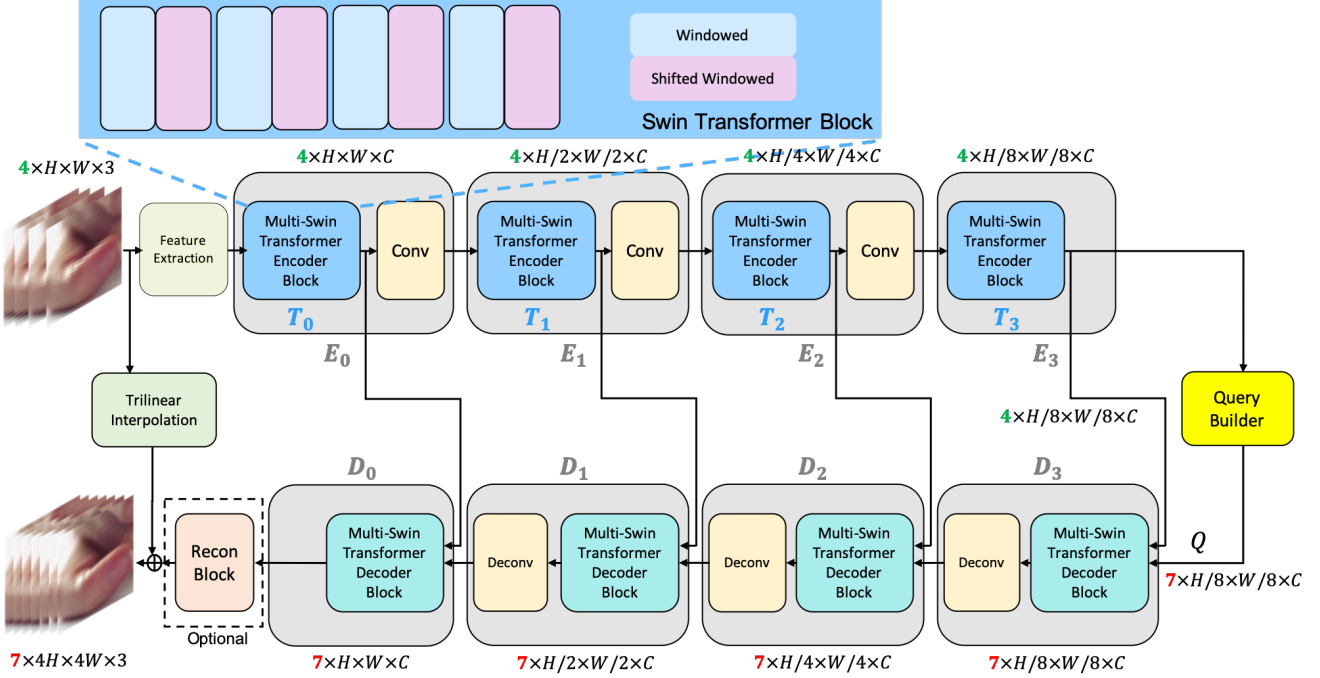 Windowed
Shifted Windowed
Swin Transformer Block
4×H×W×3
4×H×W×C
4×H/2×W/2×C
4×H/4×W/4×C
4×H/8×W/8×C
Feature
Extraction
Multi-Swin
Transformer
Encoder
Block
Conv
Multi-Swin
Transformer
Encoder
Block
Conv
Multi-Swin
Transformer
Encoder
Block
Conv
Multi-Swin
Transformer
Encoder
Block
T₀
T₁
T₂
T₃
E₀
E₁
E₂
E₃
Trilinear
Interpolation
Query
Builder
4×H/8×W/8×C
D₀
D₁
D₂
D₃
Recon
Block
Optional
Multi-Swin
Transformer
Decoder
Block
Deconv
Multi-Swin
Transformer
Decoder
Block
Deconv
Multi-Swin
Transformer
Decoder
Block
Deconv
Multi-Swin
Transformer
Decoder
Block
Q
7×H/8×W/8×C
7×4H×4W×3
7×H×W×C
7×H/2×W/2×C
7×H/4×W/4×C
7×H/8×W/8×C